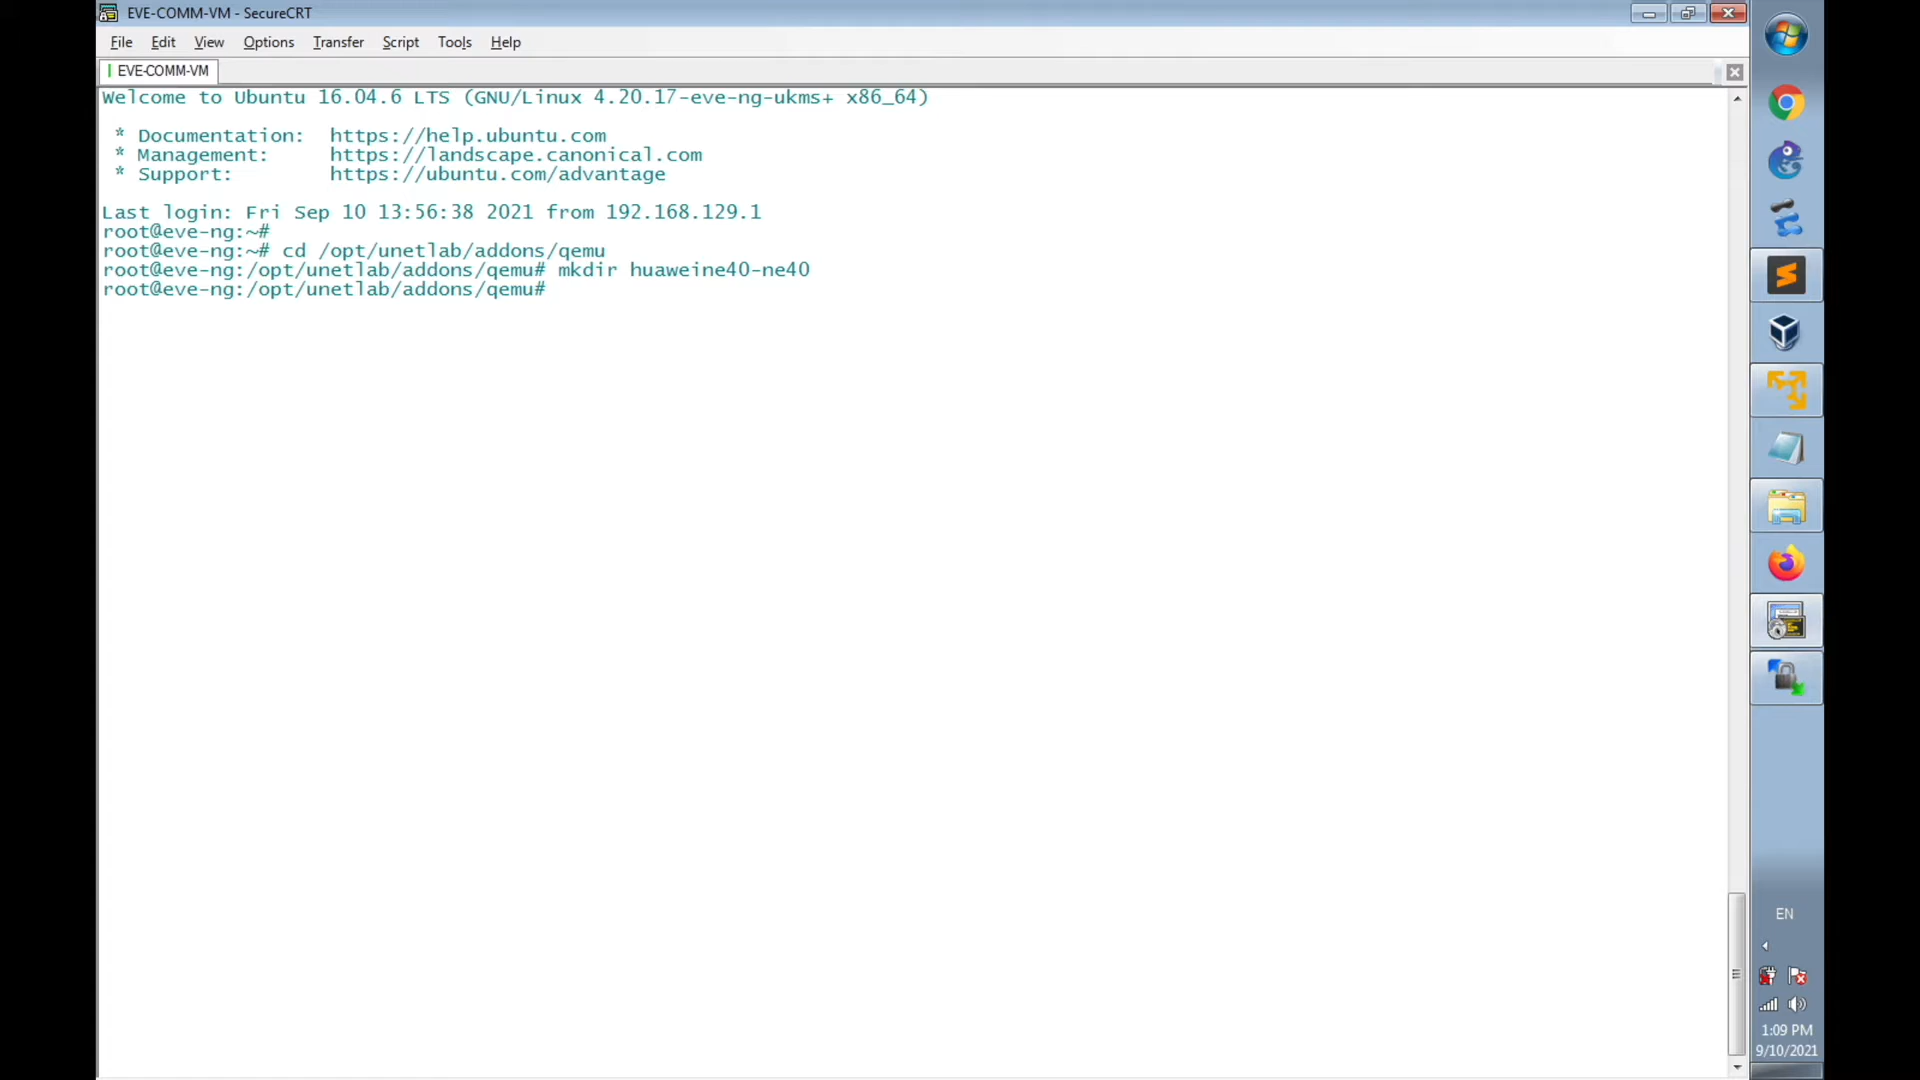 EVE-COMM-VM - SecureCRT
File Edit View Options Transfer Script Tools Help
EVE-COMM-VM
Welcome to Ubuntu 16.04.6 LTS (GNU/Linux 4.20.17-eve-ng-ukms+ x86_64)
* Documentation: https://help.ubuntu.com
* Management: https://landscape.canonical.com
* Support: https://ubuntu.com/advantage
Last login: Fri Sep 10 13:56:38 2021 from 192.168.129.1
root@eve-ng:~#
root@eve-ng:~# cd /opt/unetlab/addons/qemu
root@eve-ng:/opt/unetlab/addons/qemu# mkdir huaweine40-ne40
root@eve-ng:/opt/unetlab/addons/qemu#
EN
1:09 PM
9/10/2021